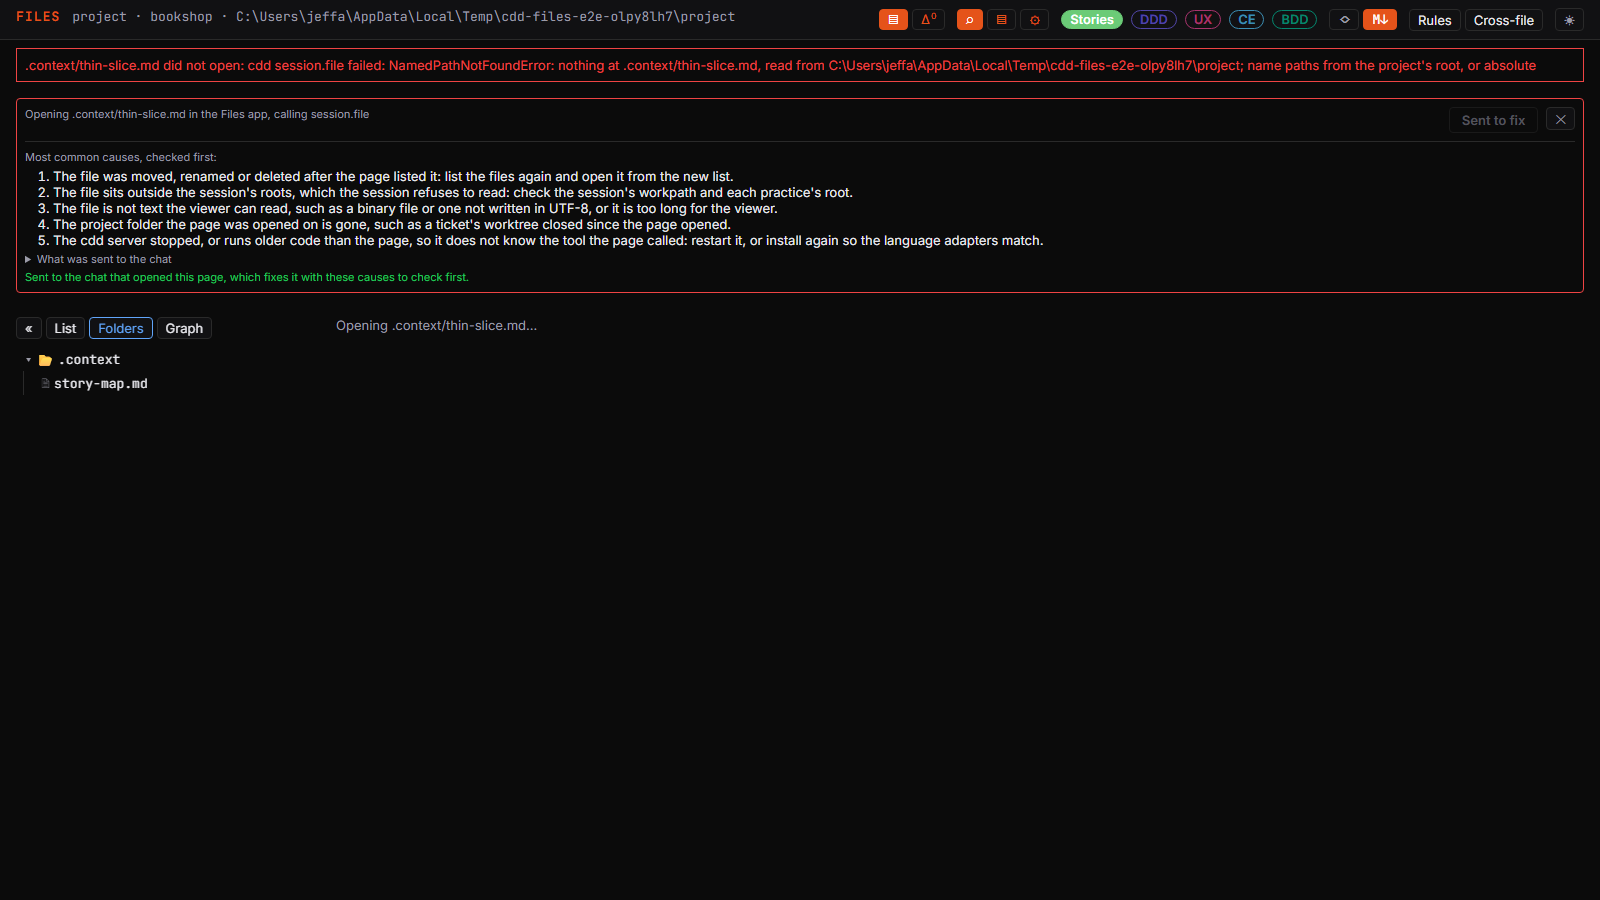 FILES project · bookshop · C:\Users\jeffa\AppData\Local\Temp\cdd-files-e2e-olpy8lh7\project
Δ0 Stories DDD UX CE BDD M↓ Rules Cross-file
.context/thin-slice.md did not open: cdd session.file failed: NamedPathNotFoundError: nothing at .context/thin-slice.md, read from C:\Users\jeffa\AppData\Local\Temp\cdd-files-e2e-olpy8lh7\project; name paths from the project's root, or absolute
Opening .context/thin-slice.md in the Files app, calling session.file
Sent to fix
Most common causes, checked first:
1. The file was moved, renamed or deleted after the page listed it: list the files again and open it from the new list.
2. The file sits outside the session's roots, which the session refuses to read: check the session's workpath and each practice's root.
3. The file is not text the viewer can read, such as a binary file or one not written in UTF-8, or it is too long for the viewer.
4. The project folder the page was opened on is gone, such as a ticket's worktree closed since the page opened.
5. The cdd server stopped, or runs older code than the page, so it does not know the tool the page called: restart it, or install again so the language adapters match.
What was sent to the chat
Sent to the chat that opened this page, which fixes it with these causes to check first.
« List Folders Graph
Opening .context/thin-slice.md...
.context
story-map.md